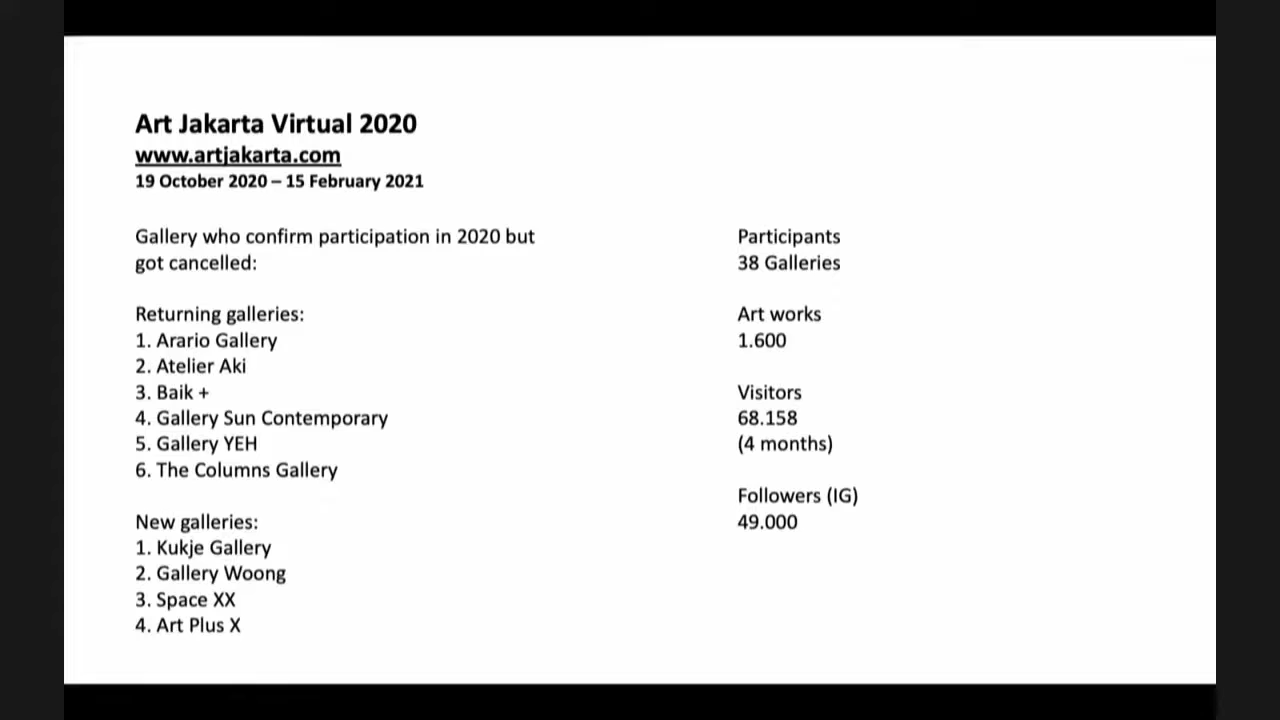 Art Jakarta Virtual 2020
www.artjakarta.com
19 October 2020 – 15 February 2021
Gallery who confirm participation in 2020 but
got cancelled:
Returning galleries:
1. Arario Gallery
2. Atelier Aki
3. Baik +
4. Gallery Sun Contemporary
5. Gallery YEH
6. The Columns Gallery
New galleries:
1. Kukje Gallery
2. Gallery Woong
3. Space XX
4. Art Plus X
Participants
38 Galleries
Art works
1.600
Visitors
68.158
(4 months)
Followers (IG)
49.000